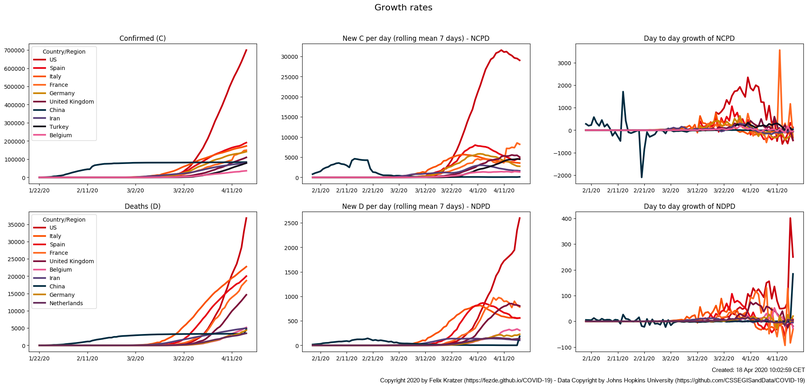 Growth rates
Confirmed (C)
Country/Region
US
Spain
Italy
France
Germany
United Kingdom
China
Iran
Turkey
Belgium
700000
600000
500000
400000
300000
200000
100000
0
1/22/20 2/11/20 3/2/20 3/22/20 4/11/20
New C per day (rolling mean 7 days) - NCPD
30000
25000
20000
15000
10000
5000
0
2/1/20 2/11/20 2/21/20 3/2/20 3/12/20 3/22/20 4/1/20 4/11/20
Day to day growth of NCPD
3000
2000
1000
0
−1000
−2000
2/1/20 2/11/20 2/21/20 3/2/20 3/12/20 3/22/20 4/1/20 4/11/20
Deaths (D)
Country/Region
US
Italy
Spain
France
United Kingdom
Belgium
Iran
China
Germany
Netherlands
35000
30000
25000
20000
15000
10000
5000
0
1/22/20 2/11/20 3/2/20 3/22/20 4/11/20
New D per day (rolling mean 7 days) - NDPD
2500
2000
1500
1000
500
0
2/1/20 2/11/20 2/21/20 3/2/20 3/12/20 3/22/20 4/1/20 4/11/20
Day to day growth of NDPD
400
300
200
100
0
−100
2/1/20 2/11/20 2/21/20 3/2/20 3/12/20 3/22/20 4/1/20 4/11/20
Created: 18 Apr 2020 10:02:59 CET
Copyright 2020 by Felix Kratzer (https://fiezle.github.io/COVID-19) - Data Copyright by Johns Hopkins University (https://github.com/CSSEGISandData/COVID-19)